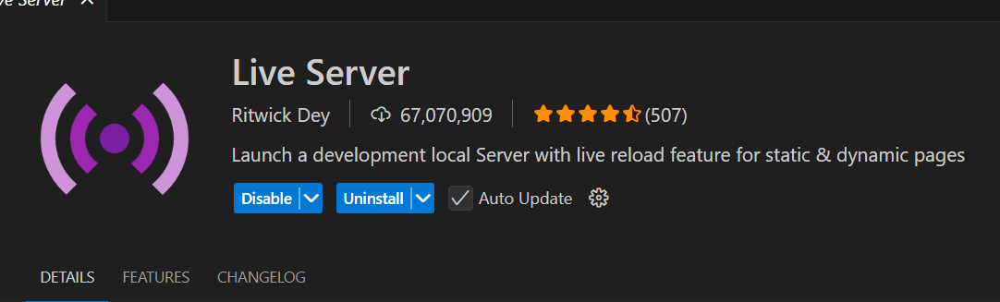 ve Server
Live Server
Ritwick Dey 67,070,909 (507)
Launch a development local Server with live reload feature for static & dynamic pages
Disable Uninstall Auto Update
DETAILS FEATURES CHANGELOG